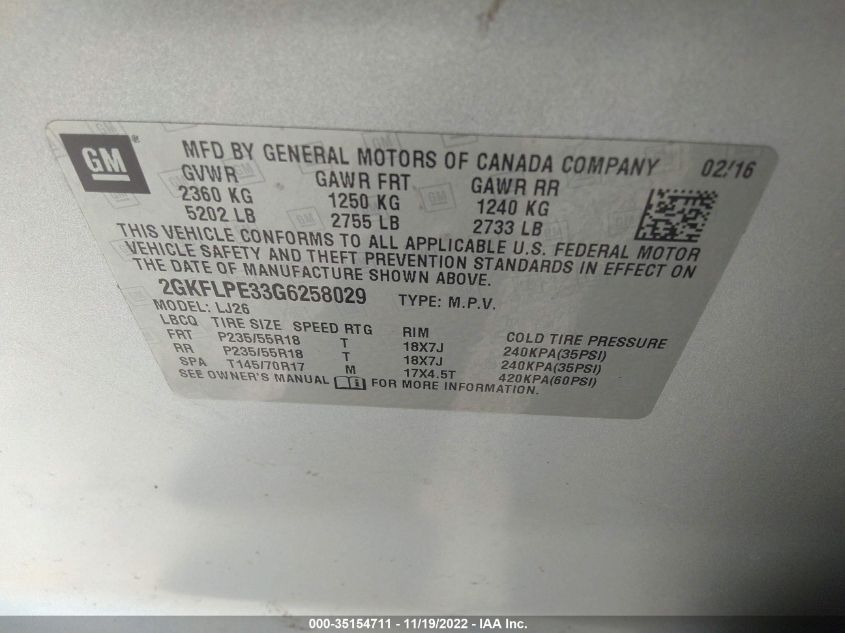 GM®
MFD BY GENERAL MOTORS OF CANADA COMPANY 02/16
GVWR GAWR FRT GAWR RR
2360 KG 1250 KG 1240 KG
5202 LB 2755 LB 2733 LB
THIS VEHICLE CONFORMS TO ALL APPLICABLE U.S. FEDERAL MOTOR
VEHICLE SAFETY AND THEFT PREVENTION STANDARDS IN EFFECT ON
THE DATE OF MANUFACTURE SHOWN ABOVE.
2GKFLPE33G6258029 TYPE: M.P.V.
MODEL: LJ26
LBCQ TIRE SIZE SPEED RTG RIM COLD TIRE PRESSURE
FRT P235/55R18 T 18X7J 240KPA(35PSI)
RR P235/55R18 T 18X7J 240KPA(35PSI)
SPA T145/70R17 M 17X4.5T 420KPA(60PSI)
SEE OWNER'S MANUAL FOR MORE INFORMATION.
000-35154711 - 11/19/2022 - IAA Inc.